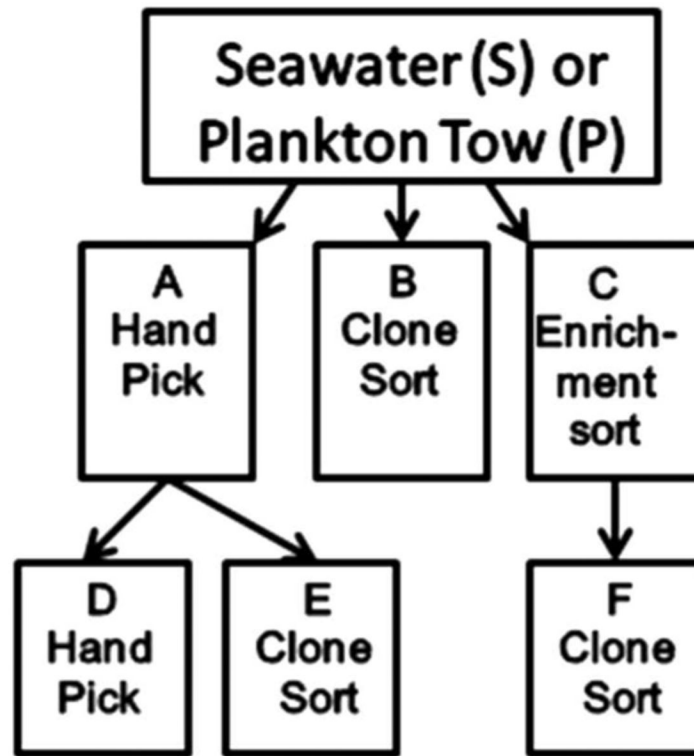 Seawater (S) or
Plankton Tow (P)
A
Hand
Pick
B
Clone
Sort
C
Enrich-
ment
sort
D
Hand
Pick
E
Clone
Sort
F
Clone
Sort